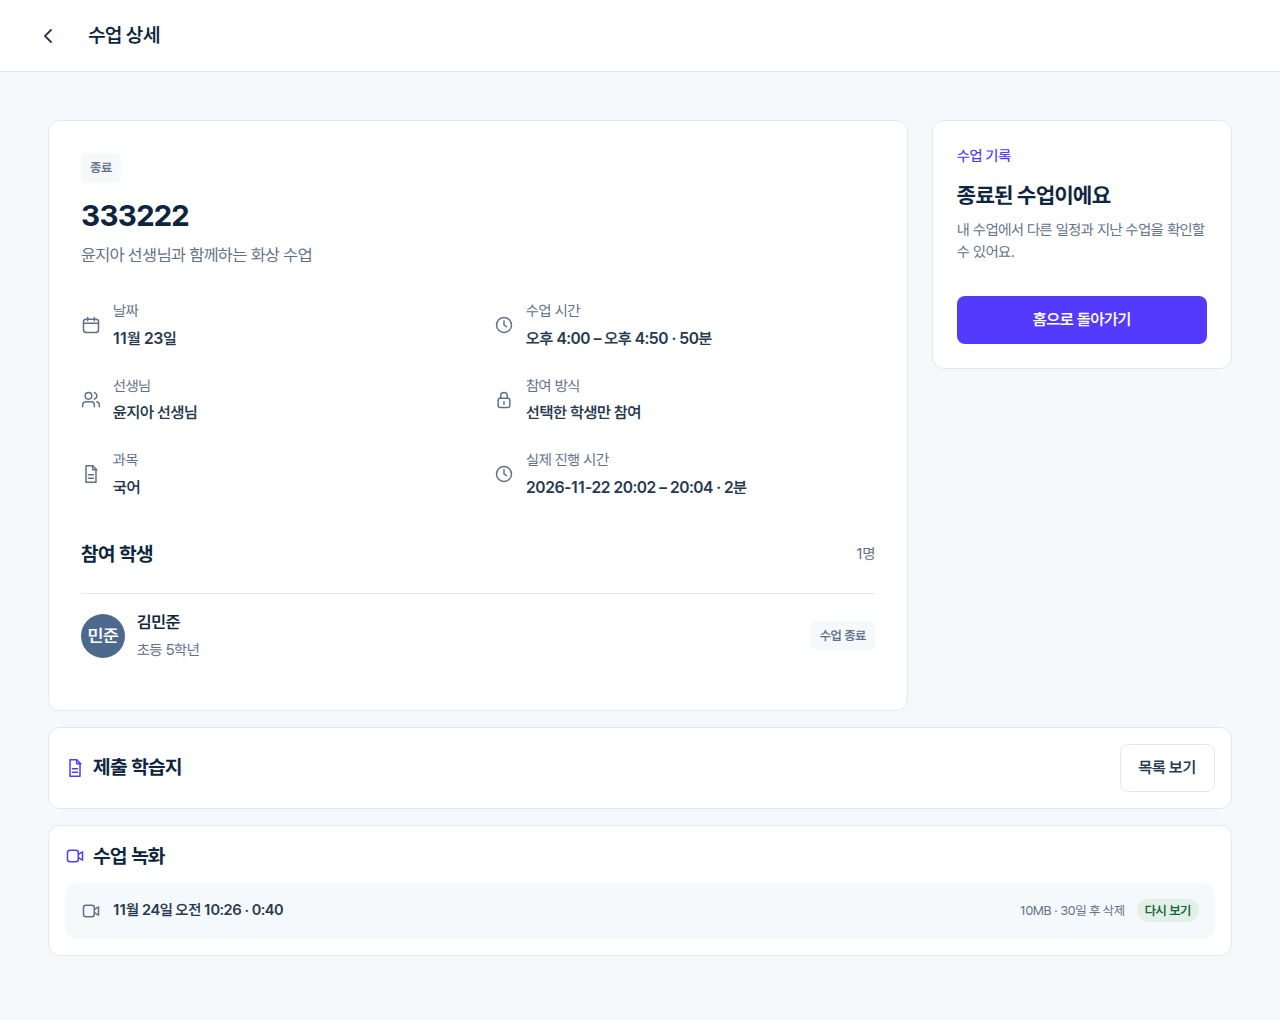 수업 상세
종료
333222
윤지아 선생님과 함께하는 화상 수업
날짜
11월 23일
수업 시간
오후 4:00 – 오후 4:50 · 50분
선생님
윤지아 선생님
참여 방식
선택한 학생만 참여
과목
국어
실제 진행 시간
2026-11-22 20:02 – 20:04 · 2분
참여 학생
1명
민준
김민준
초등 5학년
수업 종료
수업 기록
종료된 수업이에요
내 수업에서 다른 일정과 지난 수업을 확인할
수 있어요.
홈으로 돌아가기
제출 학습지
목록 보기
수업 녹화
11월 24일 오전 10:26 · 0:40
10MB · 30일 후 삭제
다시 보기